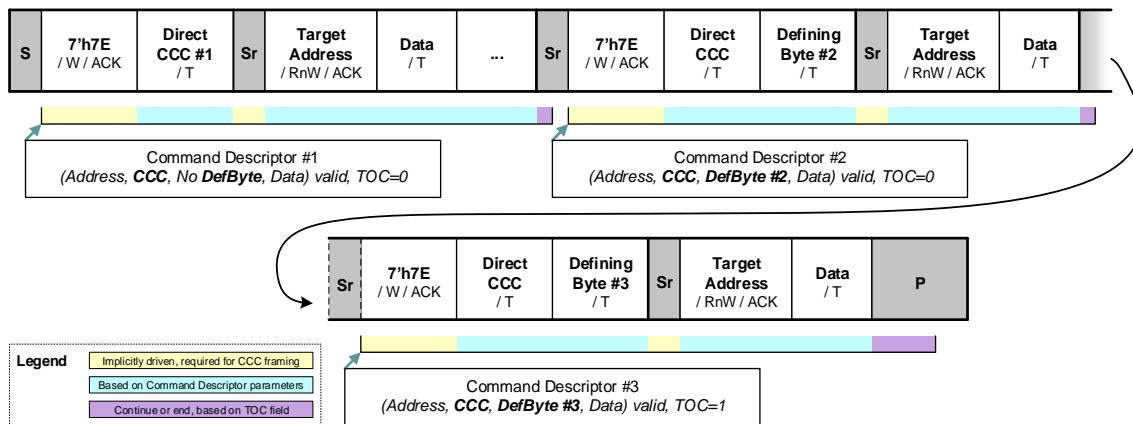 S
7'h7E
/ W / ACK
Direct
CCC #1
/ T
Sr
Target
Address
/ RnW / ACK
Data
/ T
...
Sr
7'h7E
/ W / ACK
Direct
CCC
/ T
Defining
Byte #2
/ T
Sr
Target
Address
/ RnW / ACK
Data
/ T
Command Descriptor #1
(Address, CCC, No DefByte, Data) valid, TOC=0
Command Descriptor #2
(Address, CCC, DefByte #2, Data) valid, TOC=0
Sr
7'h7E
/ W / ACK
Direct
CCC
/ T
Defining
Byte #3
/ T
Sr
Target
Address
/ RnW / ACK
Data
/ T
P
Command Descriptor #3
(Address, CCC, DefByte #3, Data) valid, TOC=1
Legend
Implicitly driven, required for CCC framing
Based on Command Descriptor parameters
Continue or end, based on TOC field